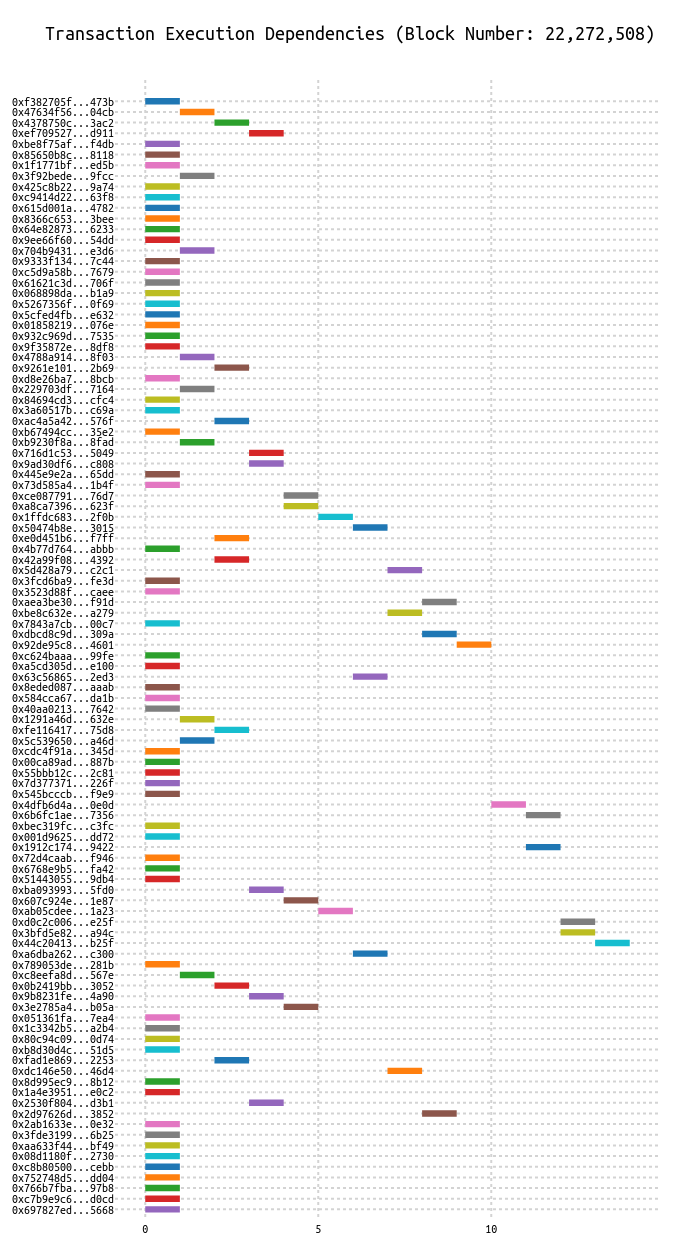 Transaction Execution Dependencies (Block Number: 22,272,508)
0xf382705f...473b
0x47634f56...04cb
0x4378750c...3ac2
0xef709527...d911
0xbe8f75af...f4db
0x85650b8c...8118
0x1f1771bf...ed5b
0x3f92bede...9fcc
0x425c8b22...9a74
0xc9414d22...63f8
0x615d001a...4782
0x8366c653...3bee
0x64e82873...6233
0x9ee66f60...54dd
0x704b9431...e3d6
0x9333f134...7c44
0xc5d9a58b...7679
0x61621c3d...706f
0x068898da...b1a9
0x5267356f...0f69
0x5cfed4fb...e632
0x01858219...076e
0x932c969d...7535
0x9f35872e...8df8
0x4788a914...8f03
0x9261e101...2b69
0xd8e26ba7...8bcb
0x229703df...7164
0x84694cd3...cfc4
0x3a60517b...c69a
0xac4a5a42...576f
0xb67494cc...35e2
0xb9230f8a...8fad
0x716d1c53...5049
0x9ad30df6...c808
0x445e9e2a...65dd
0x73d585a4...1b4f
0xce087791...76d7
0xa8ca7396...623f
0x1ffdc683...2f0b
0x50474b8e...3015
0xe0d451b6...f7ff
0x4b77d764...abbb
0x42a99f08...4392
0x5d428a79...c2c1
0x3fcd6ba9...fe3d
0x3523d88f...caee
0xaea3be30...f91d
0xbe8c632e...a279
0x7843a7cb...00c7
0xdbcd8c9d...309a
0x92de95c8...4601
0xc624baaa...99fe
0xa5cd305d...e100
0x63c56865...2ed3
0x8eded087...aaab
0x584cca67...da1b
0x40aa0213...7642
0x1291a46d...632e
0xfe116417...75d8
0x5c539650...a46d
0xcdc4f91a...345d
0x00ca89ad...887b
0x55bbb12c...2c81
0x7d377371...226f
0x545bcccb...f9e9
0x4dfb6d4a...0e0d
0x6b6fc1ae...7356
0xbec319fc...c3fc
0x001d9625...dd72
0x1912c174...9422
0x72d4caab...f946
0x6768e9b5...fa42
0x51443055...9db4
0xba093993...5fd0
0x607c924e...1e87
0xab05cdee...1a23
0xd0c2c006...e25f
0x3bfd5e82...a94c
0x44c20413...b25f
0xa6dba262...c300
0x789053de...281b
0xc8eefa8d...567e
0x0b2419bb...3052
0x9b8231fe...4a90
0x3e2785a4...b05a
0x051361fa...7ea4
0x1c3342b5...a2b4
0x80c94c09...0d74
0xb8d30d4c...51d5
0xfad1e869...2253
0xdc146e50...46d4
0x8d995ec9...8b12
0x1a4e3951...e0c2
0x2530f804...d3b1
0x2d97626d...3852
0x2ab1633e...0e32
0x3fde3199...6b25
0xaa633f44...bf49
0x08d1180f...2730
0xc8b80500...cebb
0x752748d5...dd04
0x766b7fba...97b8
0xc7b9e9c6...d0cd
0x697827ed...5668
0 5 10